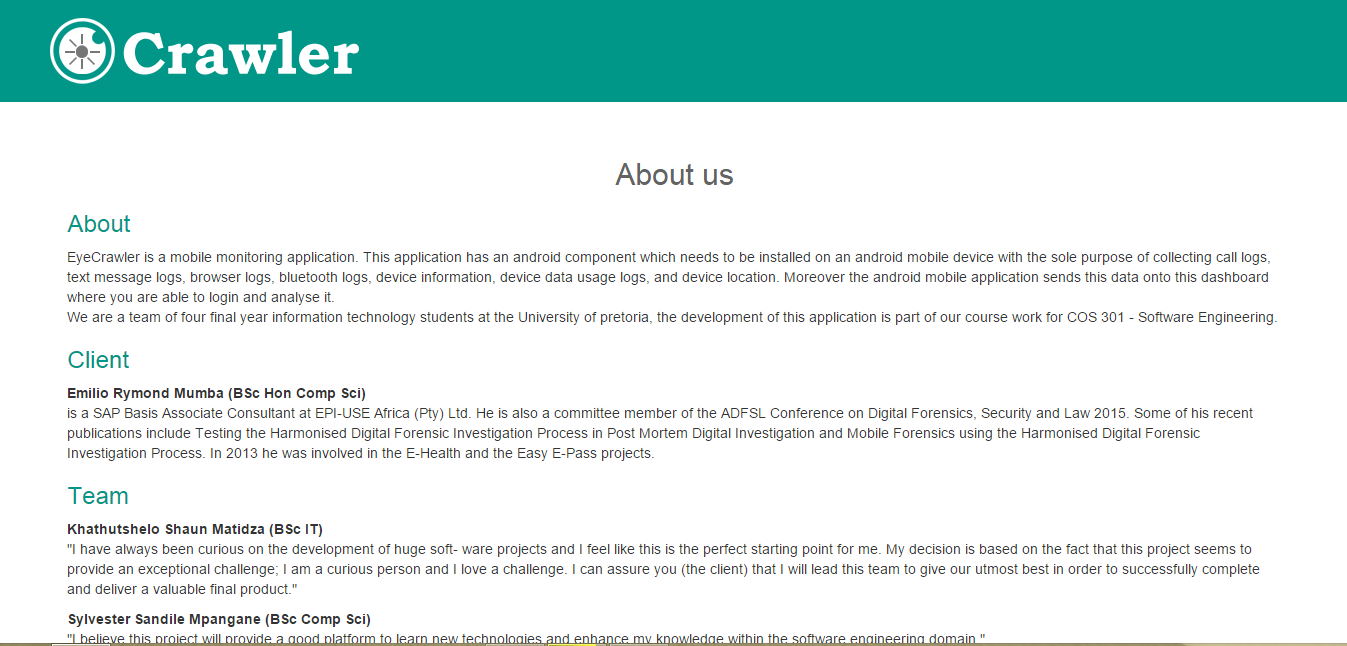 Crawler
About us
About
EyeCrawler is a mobile monitoring application. This application has an android component which needs to be installed on an android mobile device with the sole purpose of collecting call logs,
text message logs, browser logs, bluetooth logs, device information, device data usage logs, and device location. Moreover the android mobile application sends this data onto this dashboard
where you are able to login and analyse it.
We are a team of four final year information technology students at the University of pretoria, the development of this application is part of our course work for COS 301 - Software Engineering.
Client
Emilio Rymond Mumba (BSc Hon Comp Sci)
is a SAP Basis Associate Consultant at EPI-USE Africa (Pty) Ltd. He is also a committee member of the ADFSL Conference on Digital Forensics, Security and Law 2015. Some of his recent
publications include Testing the Harmonised Digital Forensic Investigation Process in Post Mortem Digital Investigation and Mobile Forensics using the Harmonised Digital Forensic
Investigation Process. In 2013 he was involved in the E-Health and the Easy E-Pass projects.
Team
Khathutshelo Shaun Matidza (BSc IT)
"I have always been curious on the development of huge soft- ware projects and I feel like this is the perfect starting point for me. My decision is based on the fact that this project seems to
provide an exceptional challenge; I am a curious person and I love a challenge. I can assure you (the client) that I will lead this team to give our utmost best in order to successfully complete
and deliver a valuable final product."
Sylvester Sandile Mpangane (BSc Comp Sci)
"I believe this project will provide a good platform to learn new technologies and enhance my knowledge within the software engineering domain."